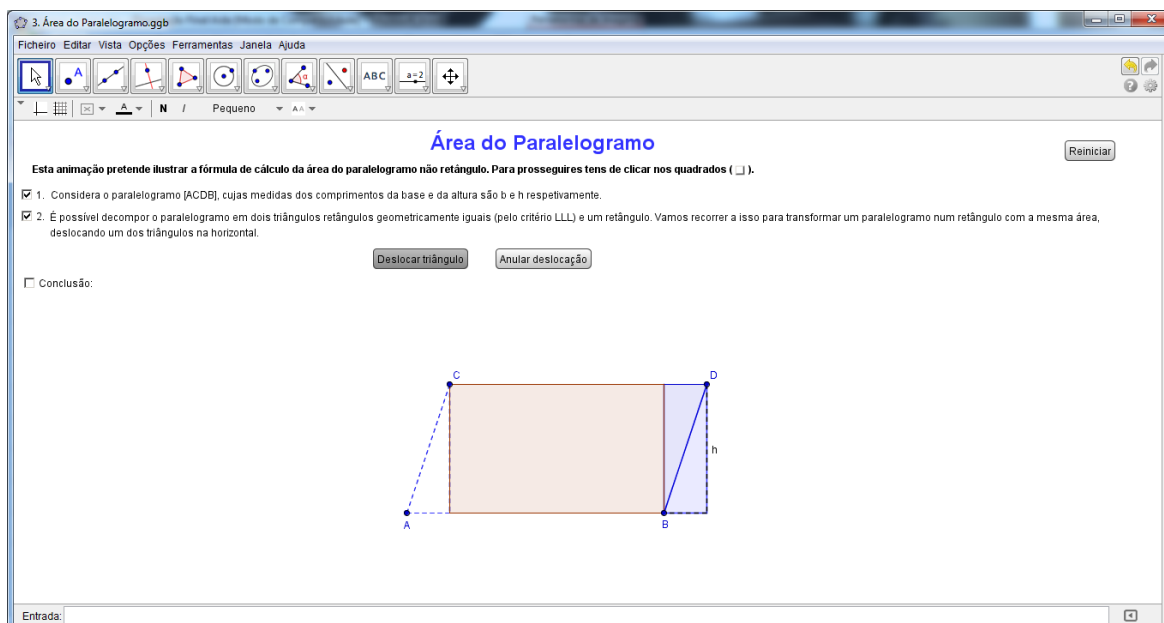 3. Área do Paralelogramo.ggb
Ficheiro Editar Vista Opções Ferramentas Janela Ajuda
A
α
ABC
a=2
A N I Pequeno A A
Área do Paralelogramo
Reiniciar
Esta animação pretende ilustrar a fórmula de cálculo da área do paralelogramo não retângulo. Para prosseguires tens de clicar nos quadrados ( ❑ ).
1. Considera o paralelogramo [ACDB], cujas medidas dos comprimentos da base e da altura são b e h respetivamente.
2. É possível decompor o paralelogramo em dois triângulos retângulos geometricamente iguais (pelo critério LLL) e um retângulo. Vamos recorrer a isso para transformar um paralelogramo num retângulo com a mesma área,
deslocando um dos triângulos na horizontal.
Deslocar triângulo Anular deslocação
Conclusão:
C D
h
A B
Entrada: